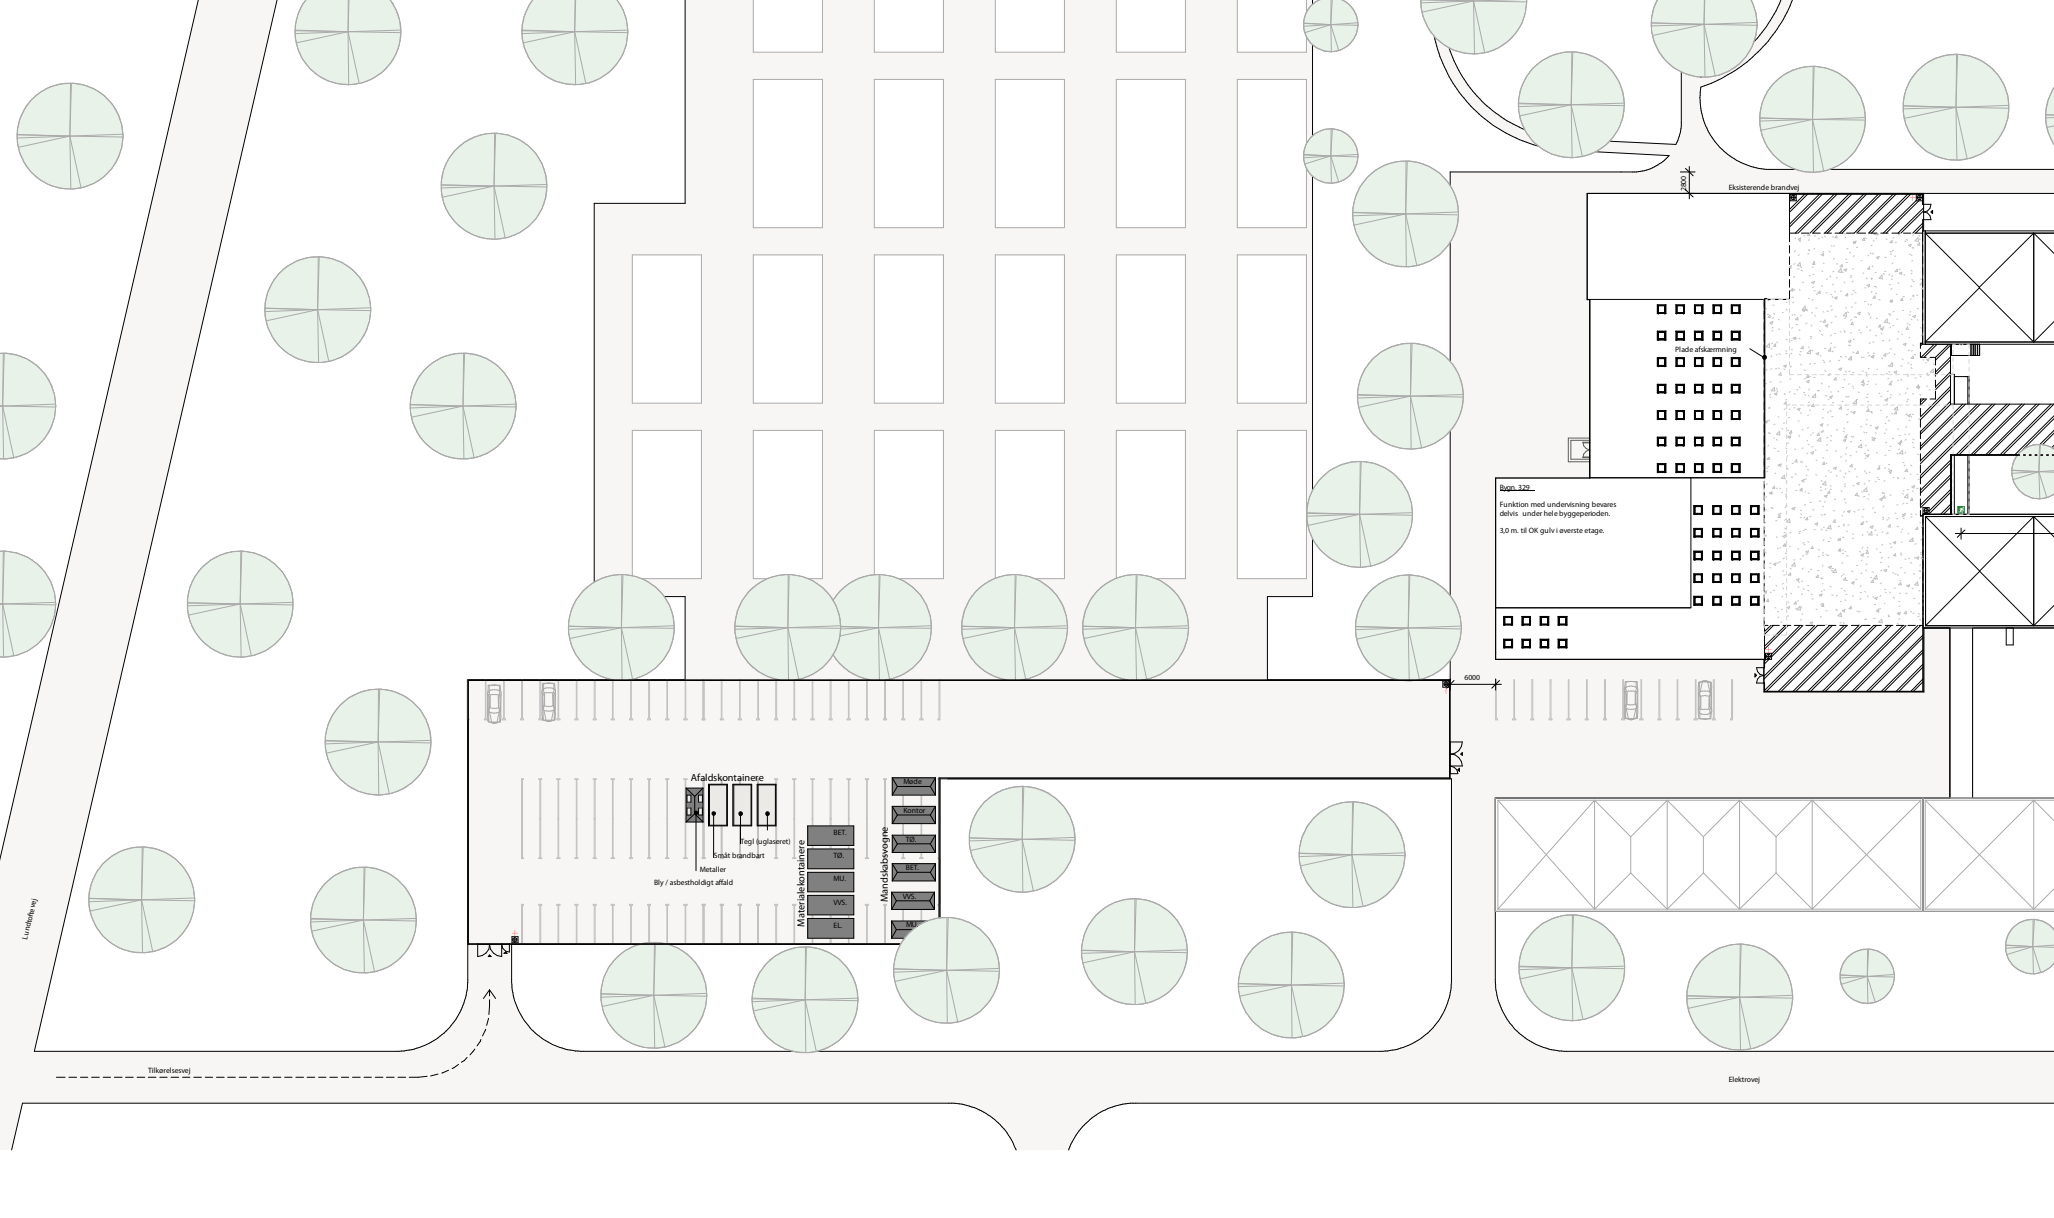 2800
Eksisterende brandvej
Plade afskærmning
Bygn. 329
Funktion med undervisning bevares
delvis under hele byggeperioden.
3,0 m. til OK gulv i øverste etage.
6000
Afaldskontainere
Tegl (uglaseret)
Småt brandbart
Metaller
Bly / asbestholdigt affald
Materialekontainere
BET.
TØ.
MU.
VVS.
EL.
Mandskabsvogne
Møde
Kontor
TØ.
BET.
VVS.
MU.
Lundtoftevej
Tilkørelsesvej
Elektrovej